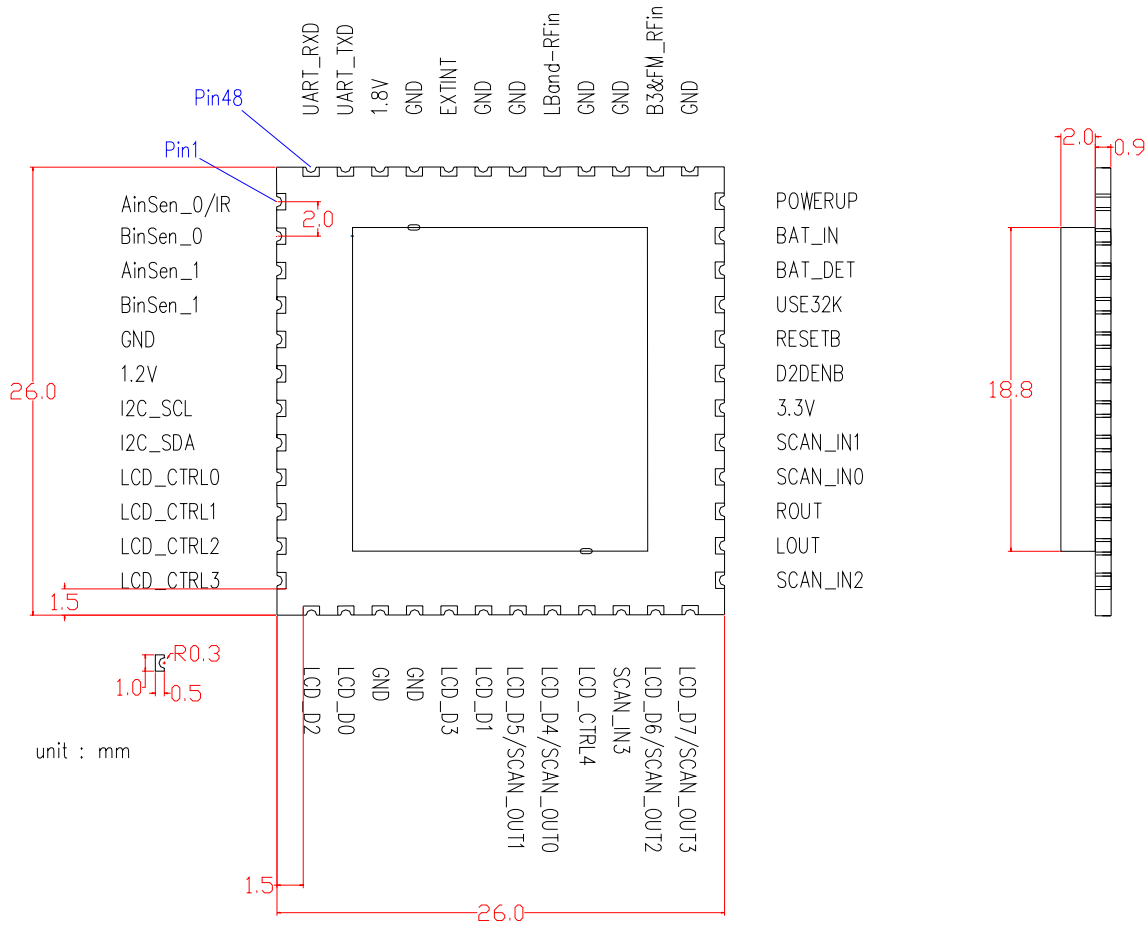 UART_RXD
UART_TXD
1.8V
GND
EXTINT
GND
GND
LBand-RFin
GND
GND
B3&FM_RFin
GND
Pin48
Pin1
2.0
0.9
AinSen_0/IR
BinSen_0
AinSen_1
BinSen_1
GND
1.2V
I2C_SCL
I2C_SDA
LCD_CTRL0
LCD_CTRL1
LCD_CTRL2
LCD_CTRL3
2.0
26.0
1.5
POWERUP
BAT_IN
BAT_DET
USE32K
RESETB
D2DENB
3.3V
SCAN_IN1
SCAN_IN0
ROUT
LOUT
SCAN_IN2
18.8
R0.3
1.0
0.5
unit : mm
LCD_D2
LCD_D0
GND
GND
LCD_D3
LCD_D1
LCD_D5/SCAN_OUT1
LCD_D4/SCAN_OUT0
LCD_CTRL4
SCAN_IN3
LCD_D6/SCAN_OUT2
LCD_D7/SCAN_OUT3
1.5
26.0